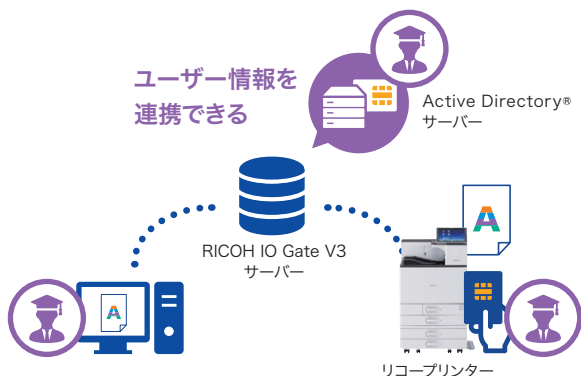 ユーザー情報を
連携できる
Active Directory®
サーバー
RICOH IO Gate V3
サーバー
A
A
リコープリンター